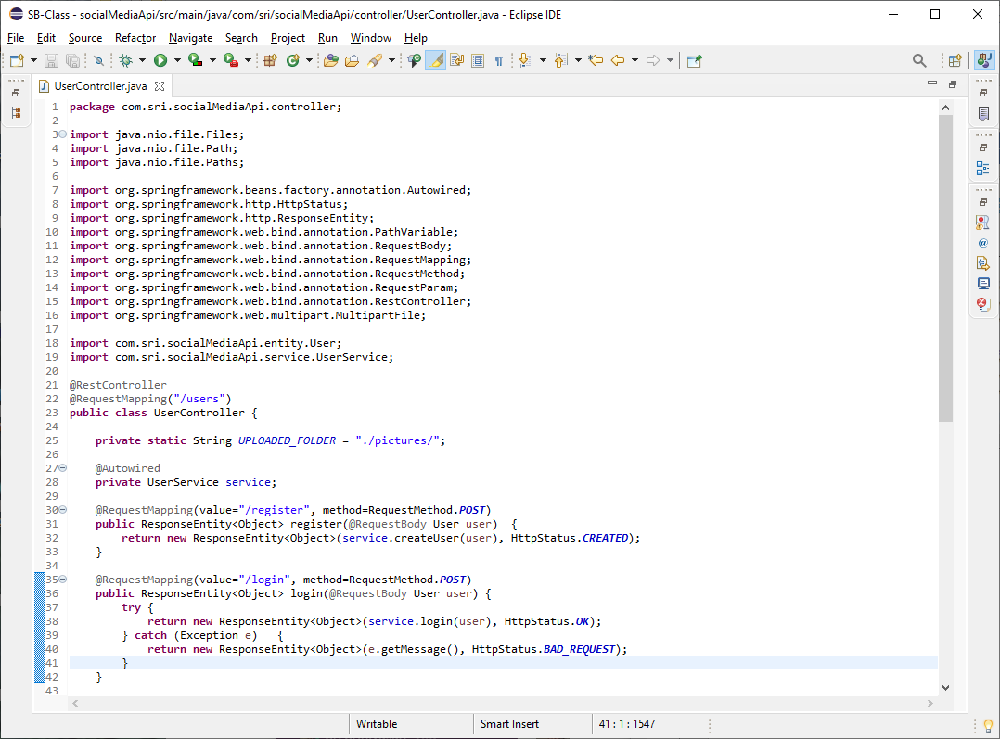 SB-Class - socialMediaApi/src/main/java/com/sri/socialMediaApi/controller/UserController.java - Eclipse IDE
File Edit Source Refactor Navigate Search Project Run Window Help
UserController.java
1 package com.sri.socialMediaApi.controller;
2
3 import java.nio.file.Files;
4 import java.nio.file.Path;
5 import java.nio.file.Paths;
6
7 import org.springframework.beans.factory.annotation.Autowired;
8 import org.springframework.http.HttpStatus;
9 import org.springframework.http.ResponseEntity;
10 import org.springframework.web.bind.annotation.PathVariable;
11 import org.springframework.web.bind.annotation.RequestBody;
12 import org.springframework.web.bind.annotation.RequestMapping;
13 import org.springframework.web.bind.annotation.RequestMethod;
14 import org.springframework.web.bind.annotation.RequestParam;
15 import org.springframework.web.bind.annotation.RestController;
16 import org.springframework.web.multipart.MultipartFile;
17
18 import com.sri.socialMediaApi.entity.User;
19 import com.sri.socialMediaApi.service.UserService;
20
21 @RestController
22 @RequestMapping("/users")
23 public class UserController {
24
25     private static String UPLOADED_FOLDER = "./pictures/";
26
27     @Autowired
28     private UserService service;
29
30     @RequestMapping(value="/register", method=RequestMethod.POST)
31     public ResponseEntity<Object> register(@RequestBody User user)  {
32         return new ResponseEntity<Object>(service.createUser(user), HttpStatus.CREATED);
33     }
34
35     @RequestMapping(value="/login", method=RequestMethod.POST)
36     public ResponseEntity<Object> login(@RequestBody User user) {
37         try {
38             return new ResponseEntity<Object>(service.login(user), HttpStatus.OK);
39         } catch (Exception e)   {
40             return new ResponseEntity<Object>(e.getMessage(), HttpStatus.BAD_REQUEST);
41         }
42     }
43
Writable Smart Insert 41 : 1 : 1547